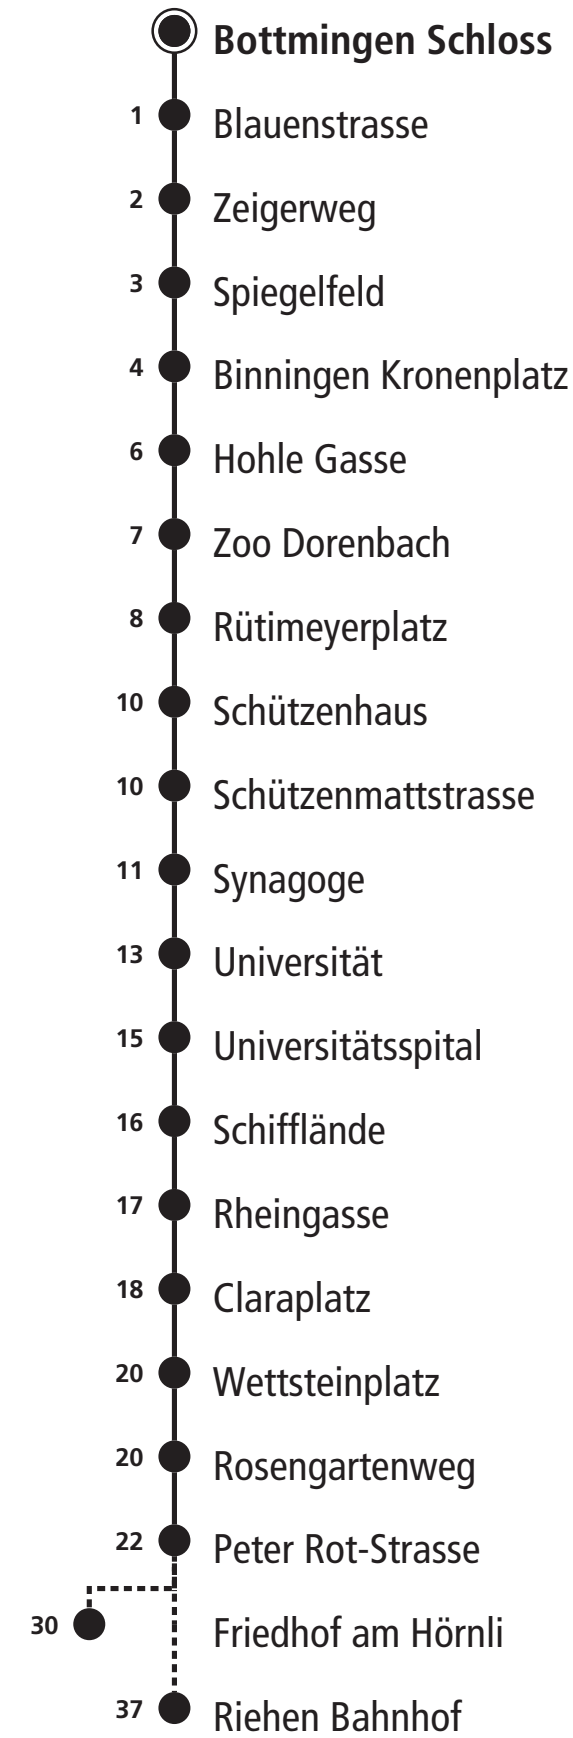 Bottmingen Schloss
1 Blauenstrasse
2 Zeigerweg
3 Spiegelfeld
4 Binningen Kronenplatz
6 Hohle Gasse
7 Zoo Dorenbach
8 Rütimeyerplatz
10 Schützenhaus
10 Schützenmattstrasse
11 Synagoge
13 Universität
15 Universitätsspital
16 Schifflände
17 Rheingasse
18 Claraplatz
20 Wettsteinplatz
20 Rosengartenweg
22 Peter Rot-Strasse
30 Friedhof am Hörnli
37 Riehen Bahnhof